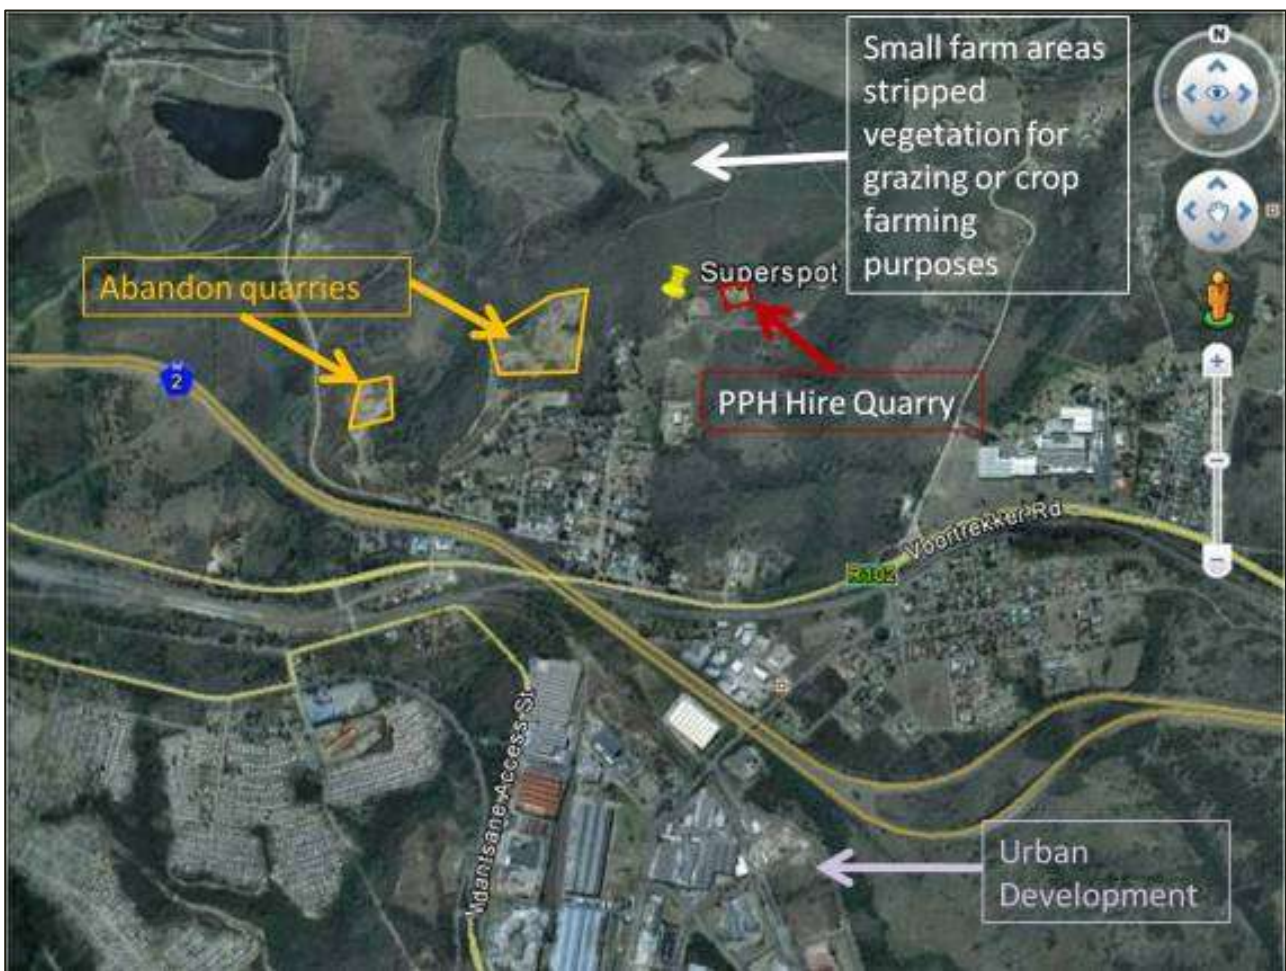 Small farm areas
stripped
vegetation for
grazing or crop
farming
purposes
N
Superspot
Abandon quarries
2
PPH Hire Quarry
Voortrekker Rd
R102
Mdantsane Access St
Urban
Development